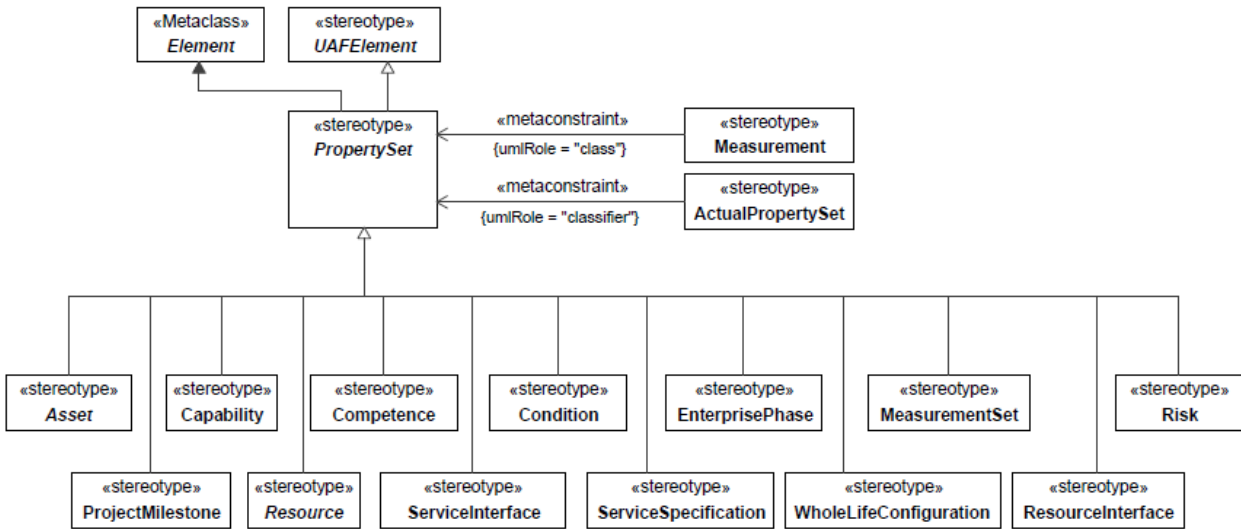 «Metaclass»
Element
«stereotype»
UAFElement
«stereotype»
PropertySet
«metaconstraint»
{umlRole = "class"}
«stereotype»
Measurement
«metaconstraint»
{umlRole = "classifier"}
«stereotype»
ActualPropertySet
«stereotype»
Asset
«stereotype»
Capability
«stereotype»
Competence
«stereotype»
Condition
«stereotype»
EnterprisePhase
«stereotype»
MeasurementSet
«stereotype»
Risk
«stereotype»
ProjectMilestone
«stereotype»
Resource
«stereotype»
ServiceInterface
«stereotype»
ServiceSpecification
«stereotype»
WholeLifeConfiguration
«stereotype»
ResourceInterface